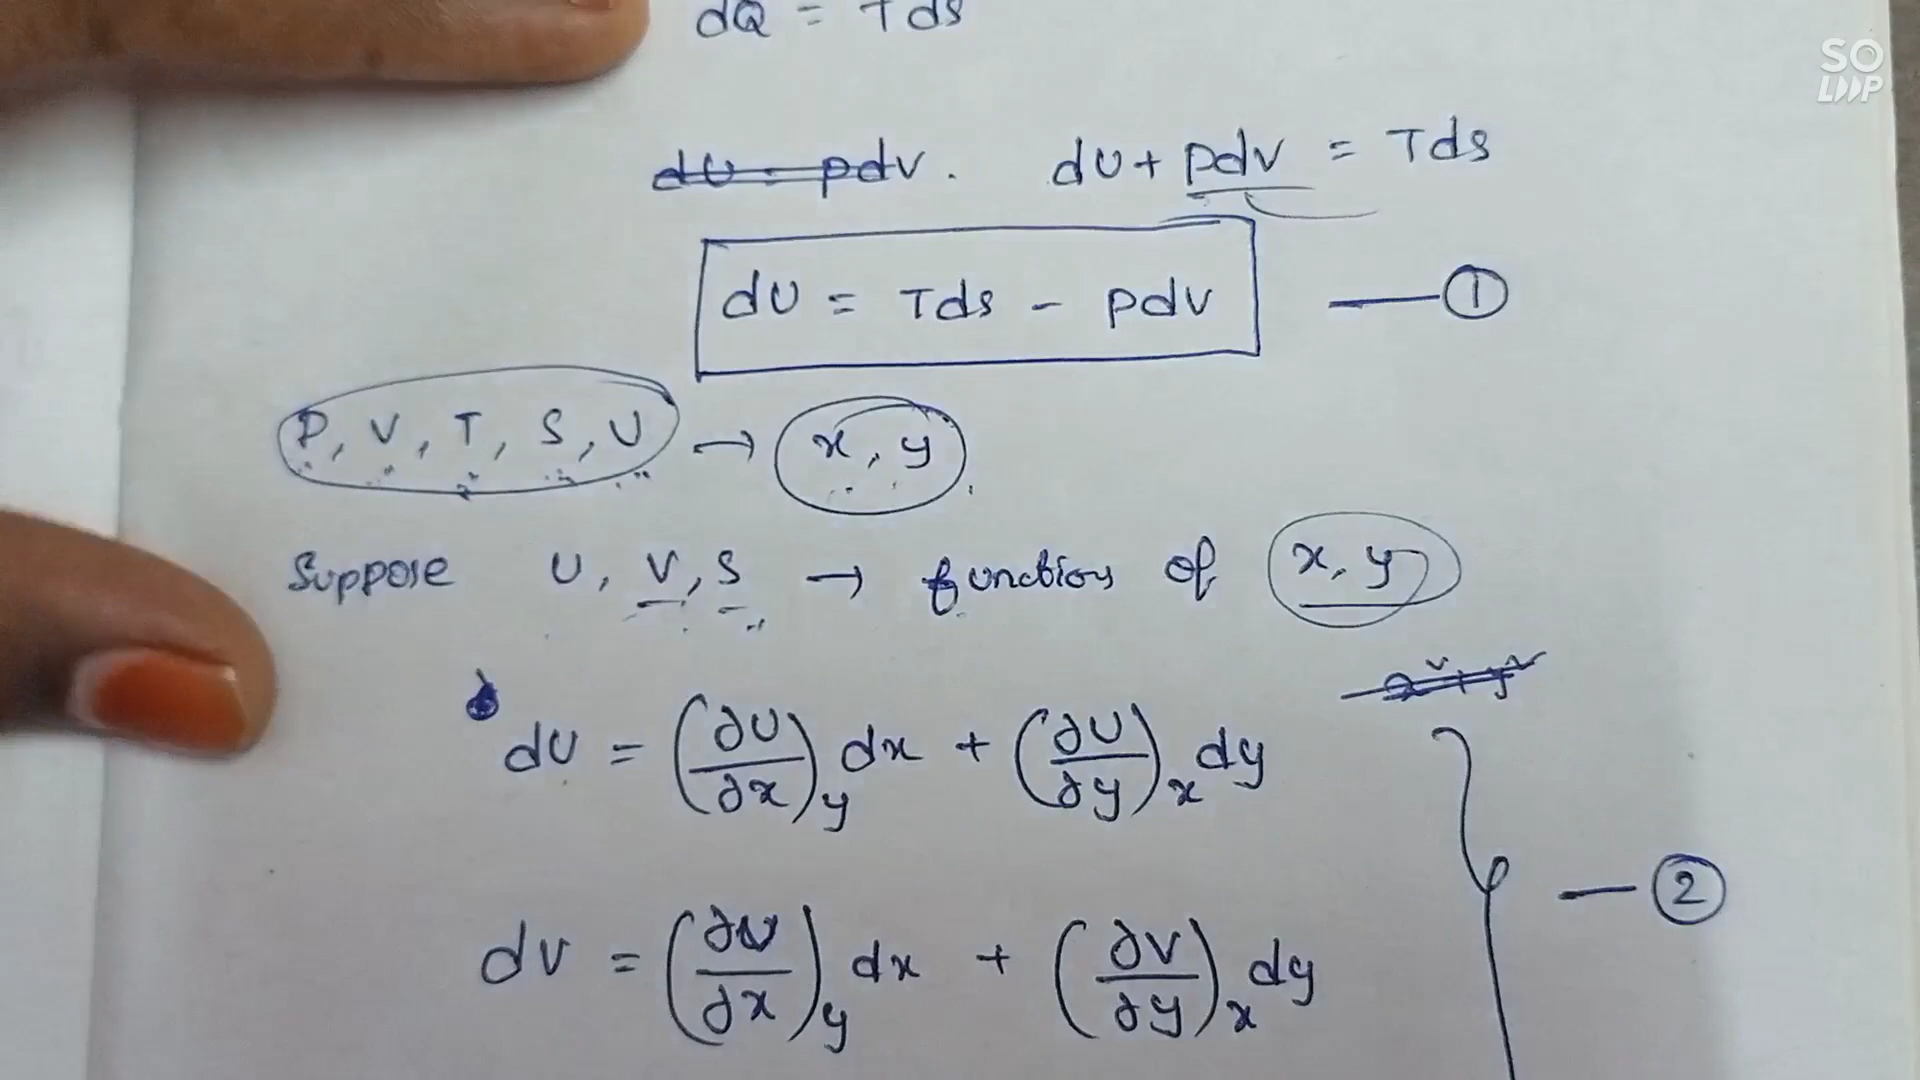 dQ = Tds
SO
LOOP
dU = pdv. dU + Pdv = Tds
dU = Tds - Pdv — ①
P, V, T, S, U → x, y
Suppose U, V, S → function of x, y
dU = (∂U/∂x)y dx + (∂U/∂y)x dy
— ②
dV = (∂V/∂x)y dx + (∂V/∂y)x dy